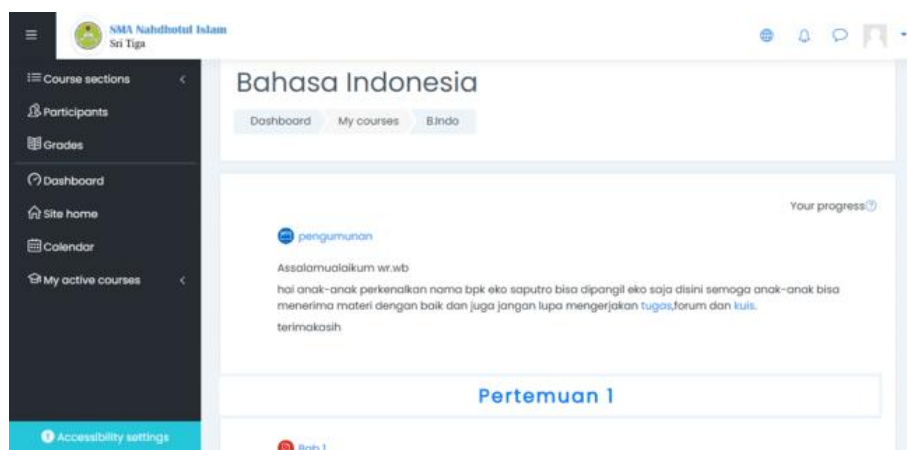 SMA Nahdhotul Islam
Sri Tiga
Course sections
Participants
Grades
Dashboard
Site home
Calendar
My active courses
Accessibility settings
Bahasa Indonesia
Dashboard My courses B.Indo
Your progress
pengumunan
Assalamualaikum wr.wb
hai anak-anak perkenalkan nama bpk eko saputro bisa dipangil eko saja disini semoga anak-anak bisa
menerima materi dengan baik dan juga jangan lupa mengerjakan tugas,forum dan kuis.
terimakasih
Pertemuan 1
Bab 1